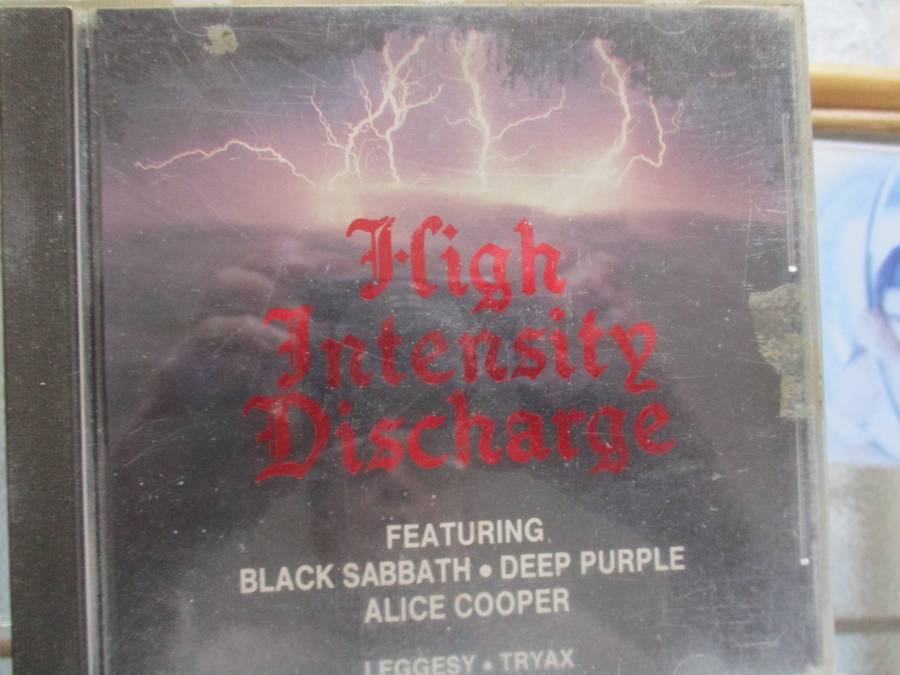 High
Intensity
Discharge
FEATURING
BLACK SABBATH • DEEP PURPLE
ALICE COOPER
LEGGESY • TRYAX